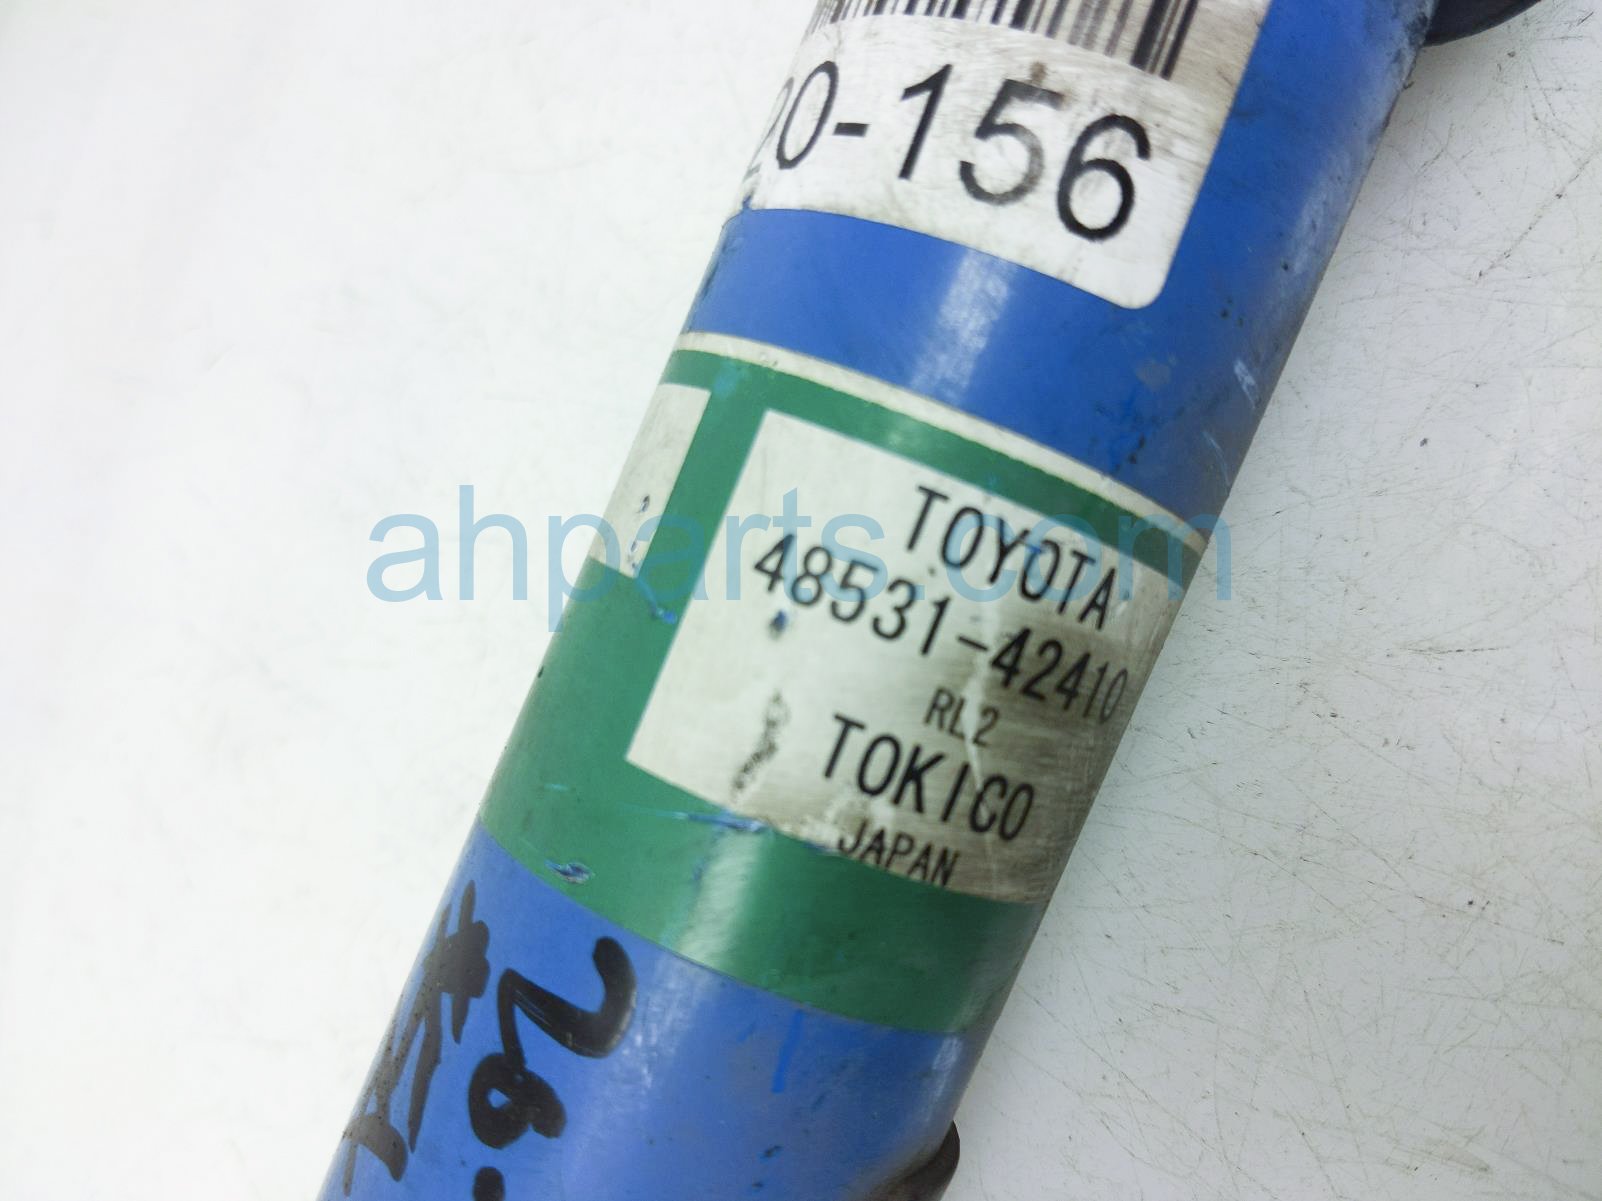 20-156
TOYOTA
48531-42410
RL2
TOKICO
JAPAN
ahparts.com